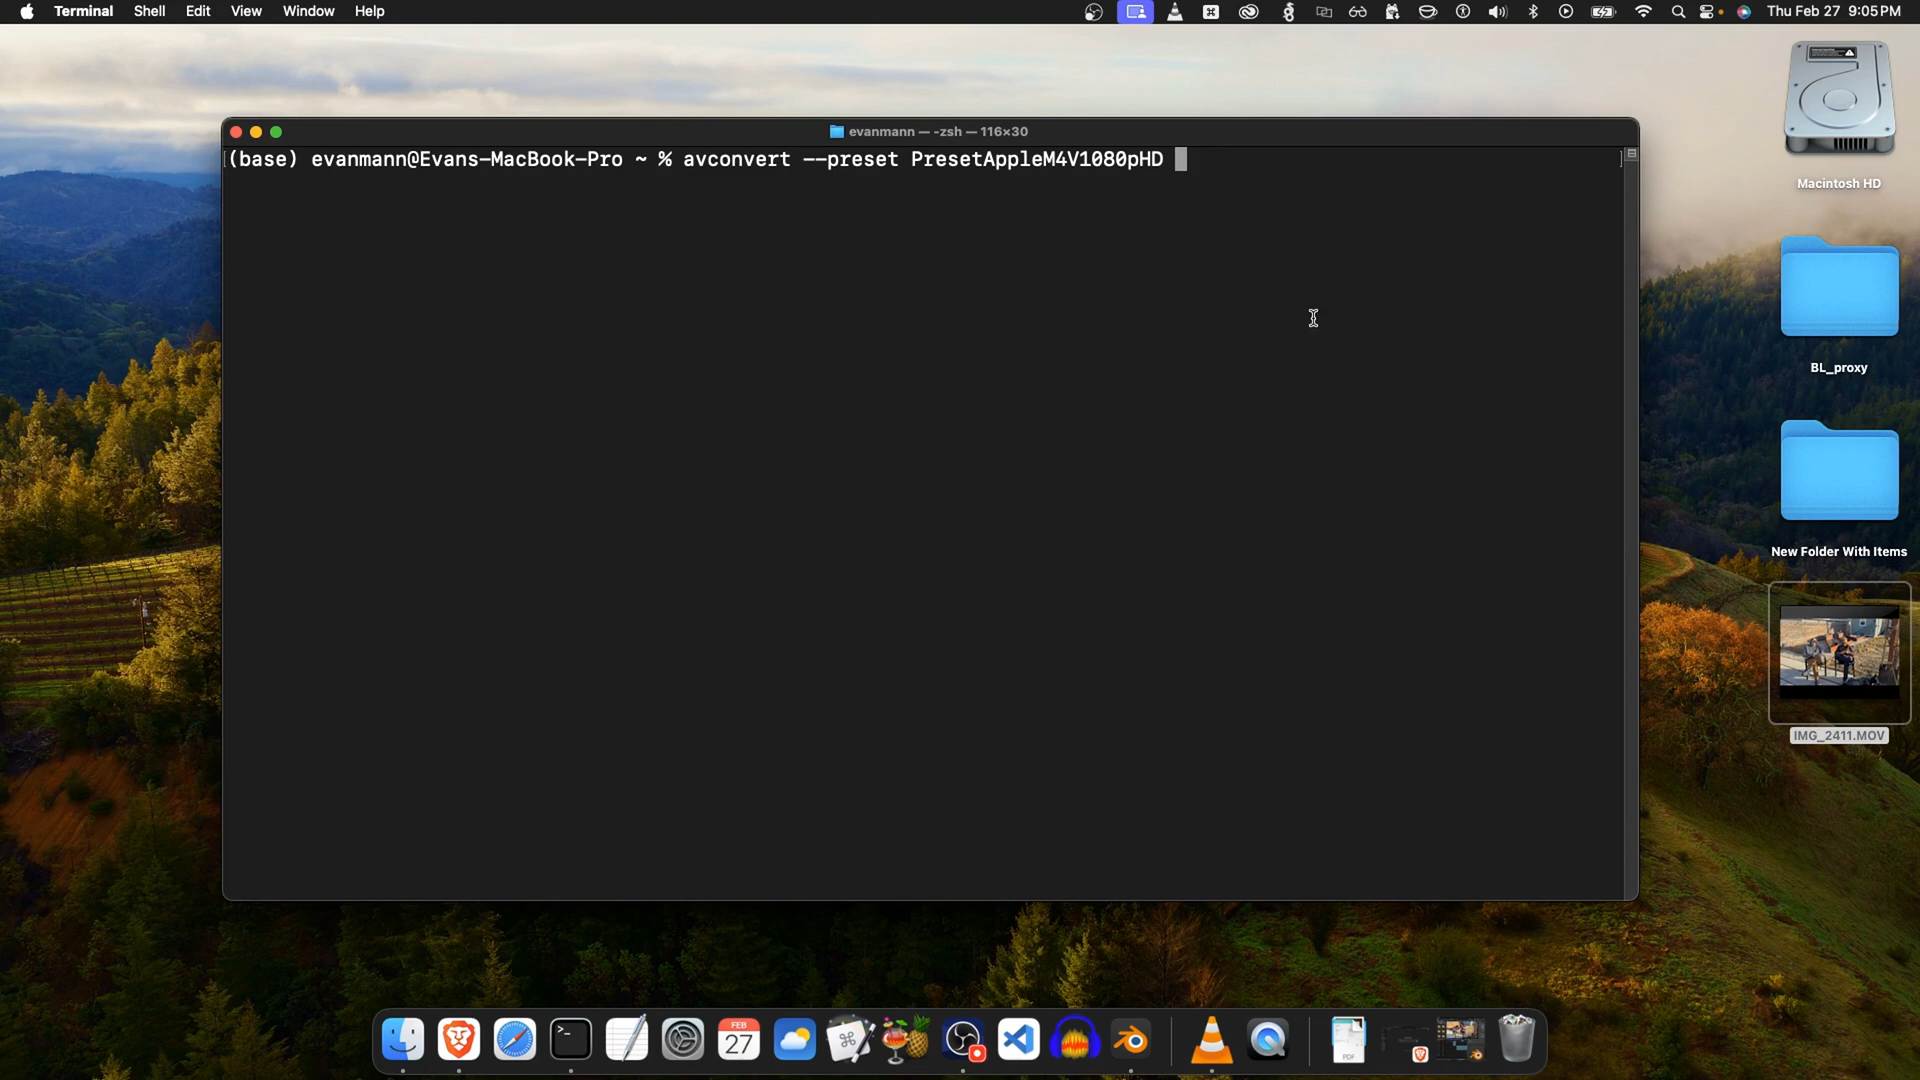 Terminal Shell Edit View Window Help Thu Feb 27 9:05 PM
evanmann — -zsh — 116×30
(base) evanmann@Evans-MacBook-Pro ~ % avconvert --preset PresetAppleM4V1080pHD
Macintosh HD
BL_proxy
New Folder With Items
IMG_2411.MOV
FEB
27
PDF